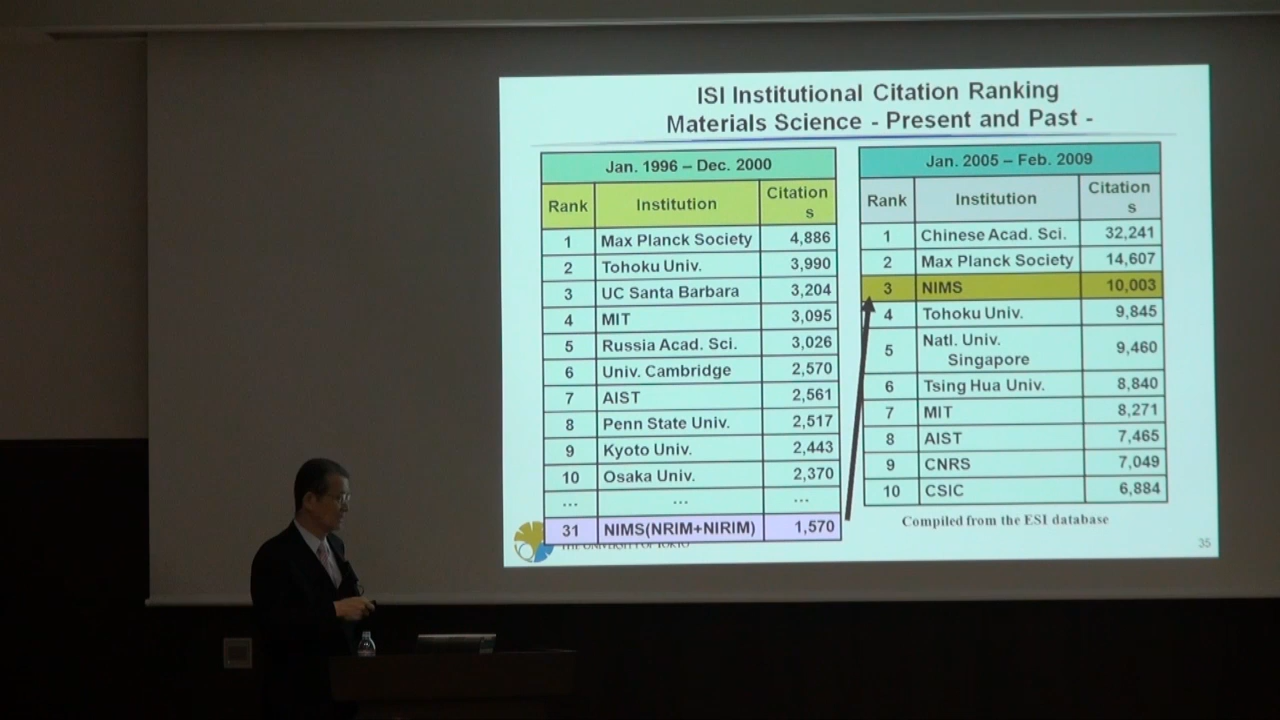 ISI Institutional Citation Ranking
Materials Science - Present and Past -
Jan. 1996 – Dec. 2000
Rank Institution Citation
s
1 Max Planck Society 4,886
2 Tohoku Univ. 3,990
3 UC Santa Barbara 3,204
4 MIT 3,095
5 Russia Acad. Sci. 3,026
6 Univ. Cambridge 2,570
7 AIST 2,561
8 Penn State Univ. 2,517
9 Kyoto Univ. 2,443
10 Osaka Univ. 2,370
... ... ...
31 NIMS(NRIM+NIRIM) 1,570
THE UNIVERSITY OF TOKYO
Jan. 2005 – Feb. 2009
Rank Institution Citation
s
1 Chinese Acad. Sci. 32,241
2 Max Planck Society 14,607
3 NIMS 10,003
4 Tohoku Univ. 9,845
5 Natl. Univ.
Singapore 9,460
6 Tsing Hua Univ. 8,840
7 MIT 8,271
8 AIST 7,465
9 CNRS 7,049
10 CSIC 6,884
Compiled from the ESI database
35